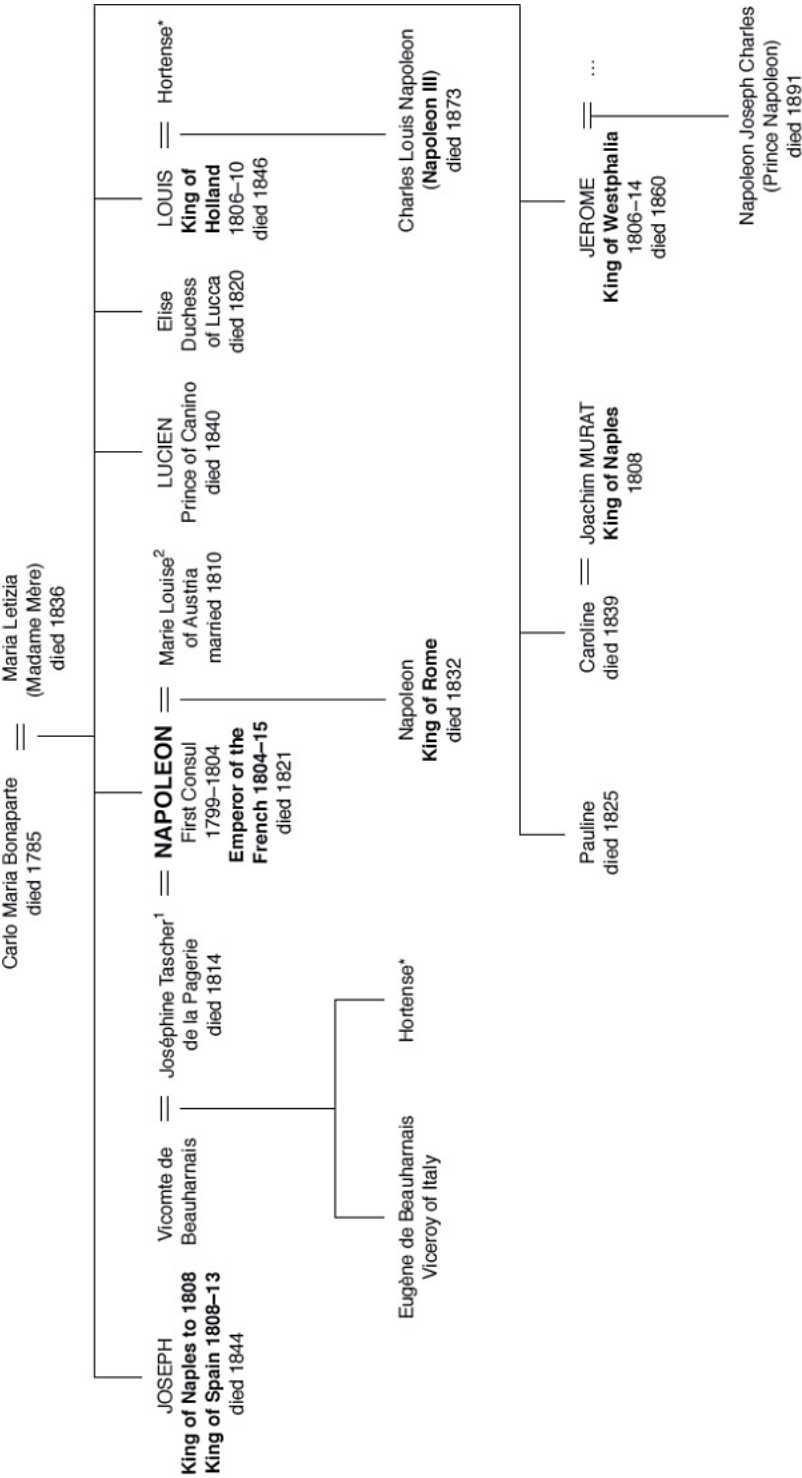 Carlo Maria Bonaparte
died 1785
=
Maria Letizia
(Madame Mère)
died 1836
JOSEPH
King of Naples to 1808
King of Spain 1808–13
died 1844
Vicomte de
Beauharnais
=
Joséphine Tascher¹
de la Pagerie
died 1814
=
NAPOLEON
First Consul
1799–1804
Emperor of the
French 1804–15
died 1821
=
Marie Louise²
of Austria
married 1810
LUCIEN
Prince of Canino
died 1840
Elise
Duchess
of Lucca
died 1820
LOUIS
King of
Holland
1806–10
died 1846
=
Hortense*
Eugène de Beauharnais
Viceroy of Italy
Hortense*
Napoleon
King of Rome
died 1832
Charles Louis Napoleon
(Napoleon III)
died 1873
Pauline
died 1825
Caroline
died 1839
=
Joachim MURAT
King of Naples
1808
JEROME
King of Westphalia
1806–14
died 1860
=
...
Napoleon Joseph Charles
(Prince Napoleon)
died 1891